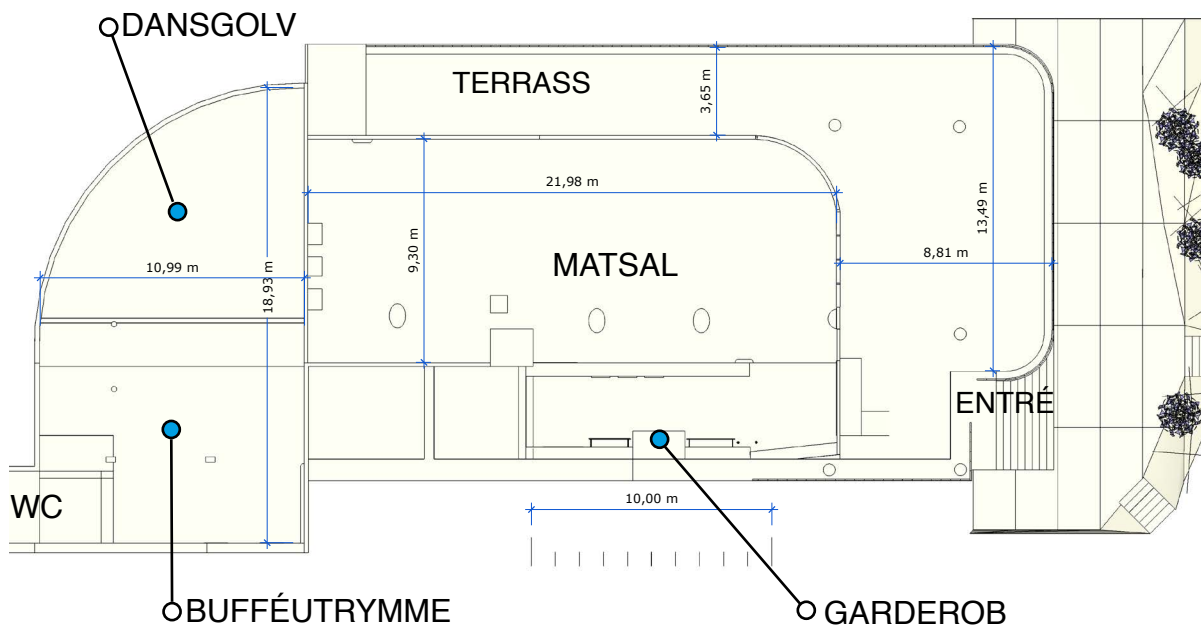 DANSGOLV
TERRASS
3,65 m
21,98 m
13,49 m
9,30 m
MATSAL
8,81 m
10,99 m
18,93 m
ENTRÉ
WC
10,00 m
BUFFÉUTRYMME
GARDEROB